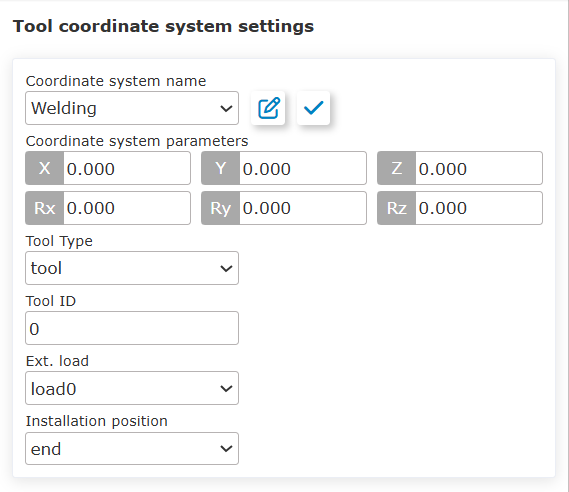 Tool coordinate system settings
Coordinate system name
Welding
Coordinate system parameters
X 0.000 Y 0.000 Z 0.000
Rx 0.000 Ry 0.000 Rz 0.000
Tool Type
tool
Tool ID
0
Ext. load
load0
Installation position
end